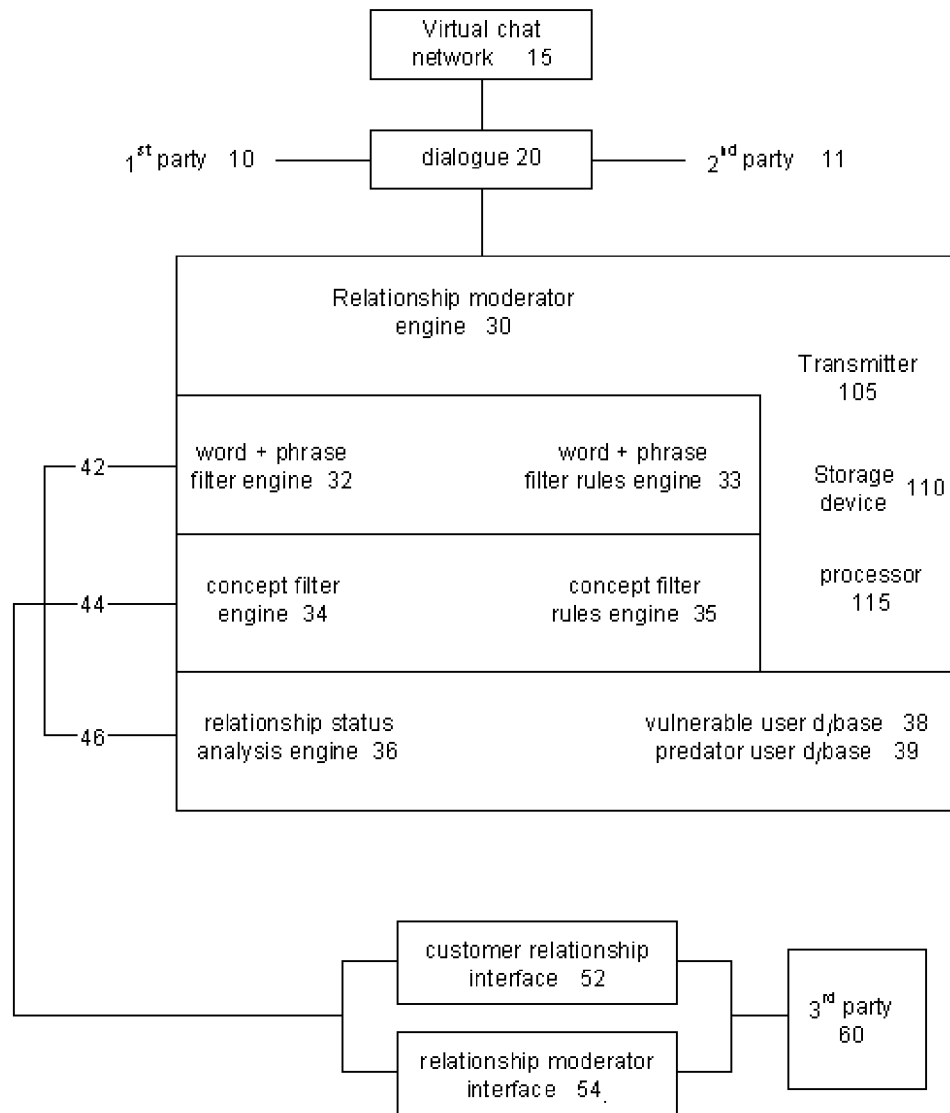 Virtual chat
network 15
1st party 10
dialogue 20
2nd party 11
Relationship moderator
engine 30
Transmitter
105
42
word + phrase
filter engine 32
word + phrase
filter rules engine 33
Storage
device 110
44
concept filter
engine 34
concept filter
rules engine 35
processor
115
46
relationship status
analysis engine 36
vulnerable user d/base 38
predator user d/base 39
customer relationship
interface 52
3rd party
60
relationship moderator
interface 54.